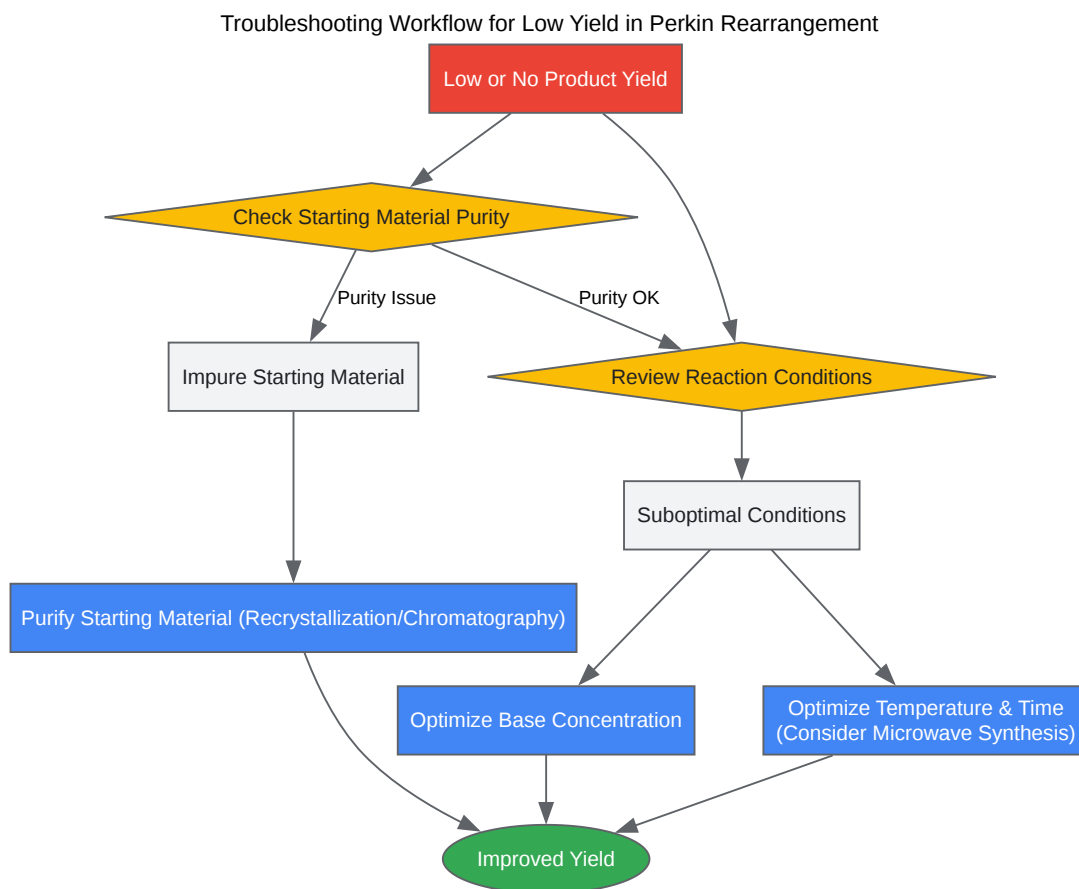 Troubleshooting Workflow for Low Yield in Perkin Rearrangement
Low or No Product Yield
Check Starting Material Purity
Purity Issue
Purity OK
Impure Starting Material
Review Reaction Conditions
Suboptimal Conditions
Purify Starting Material (Recrystallization/Chromatography)
Optimize Base Concentration
Optimize Temperature & Time
(Consider Microwave Synthesis)
Improved Yield